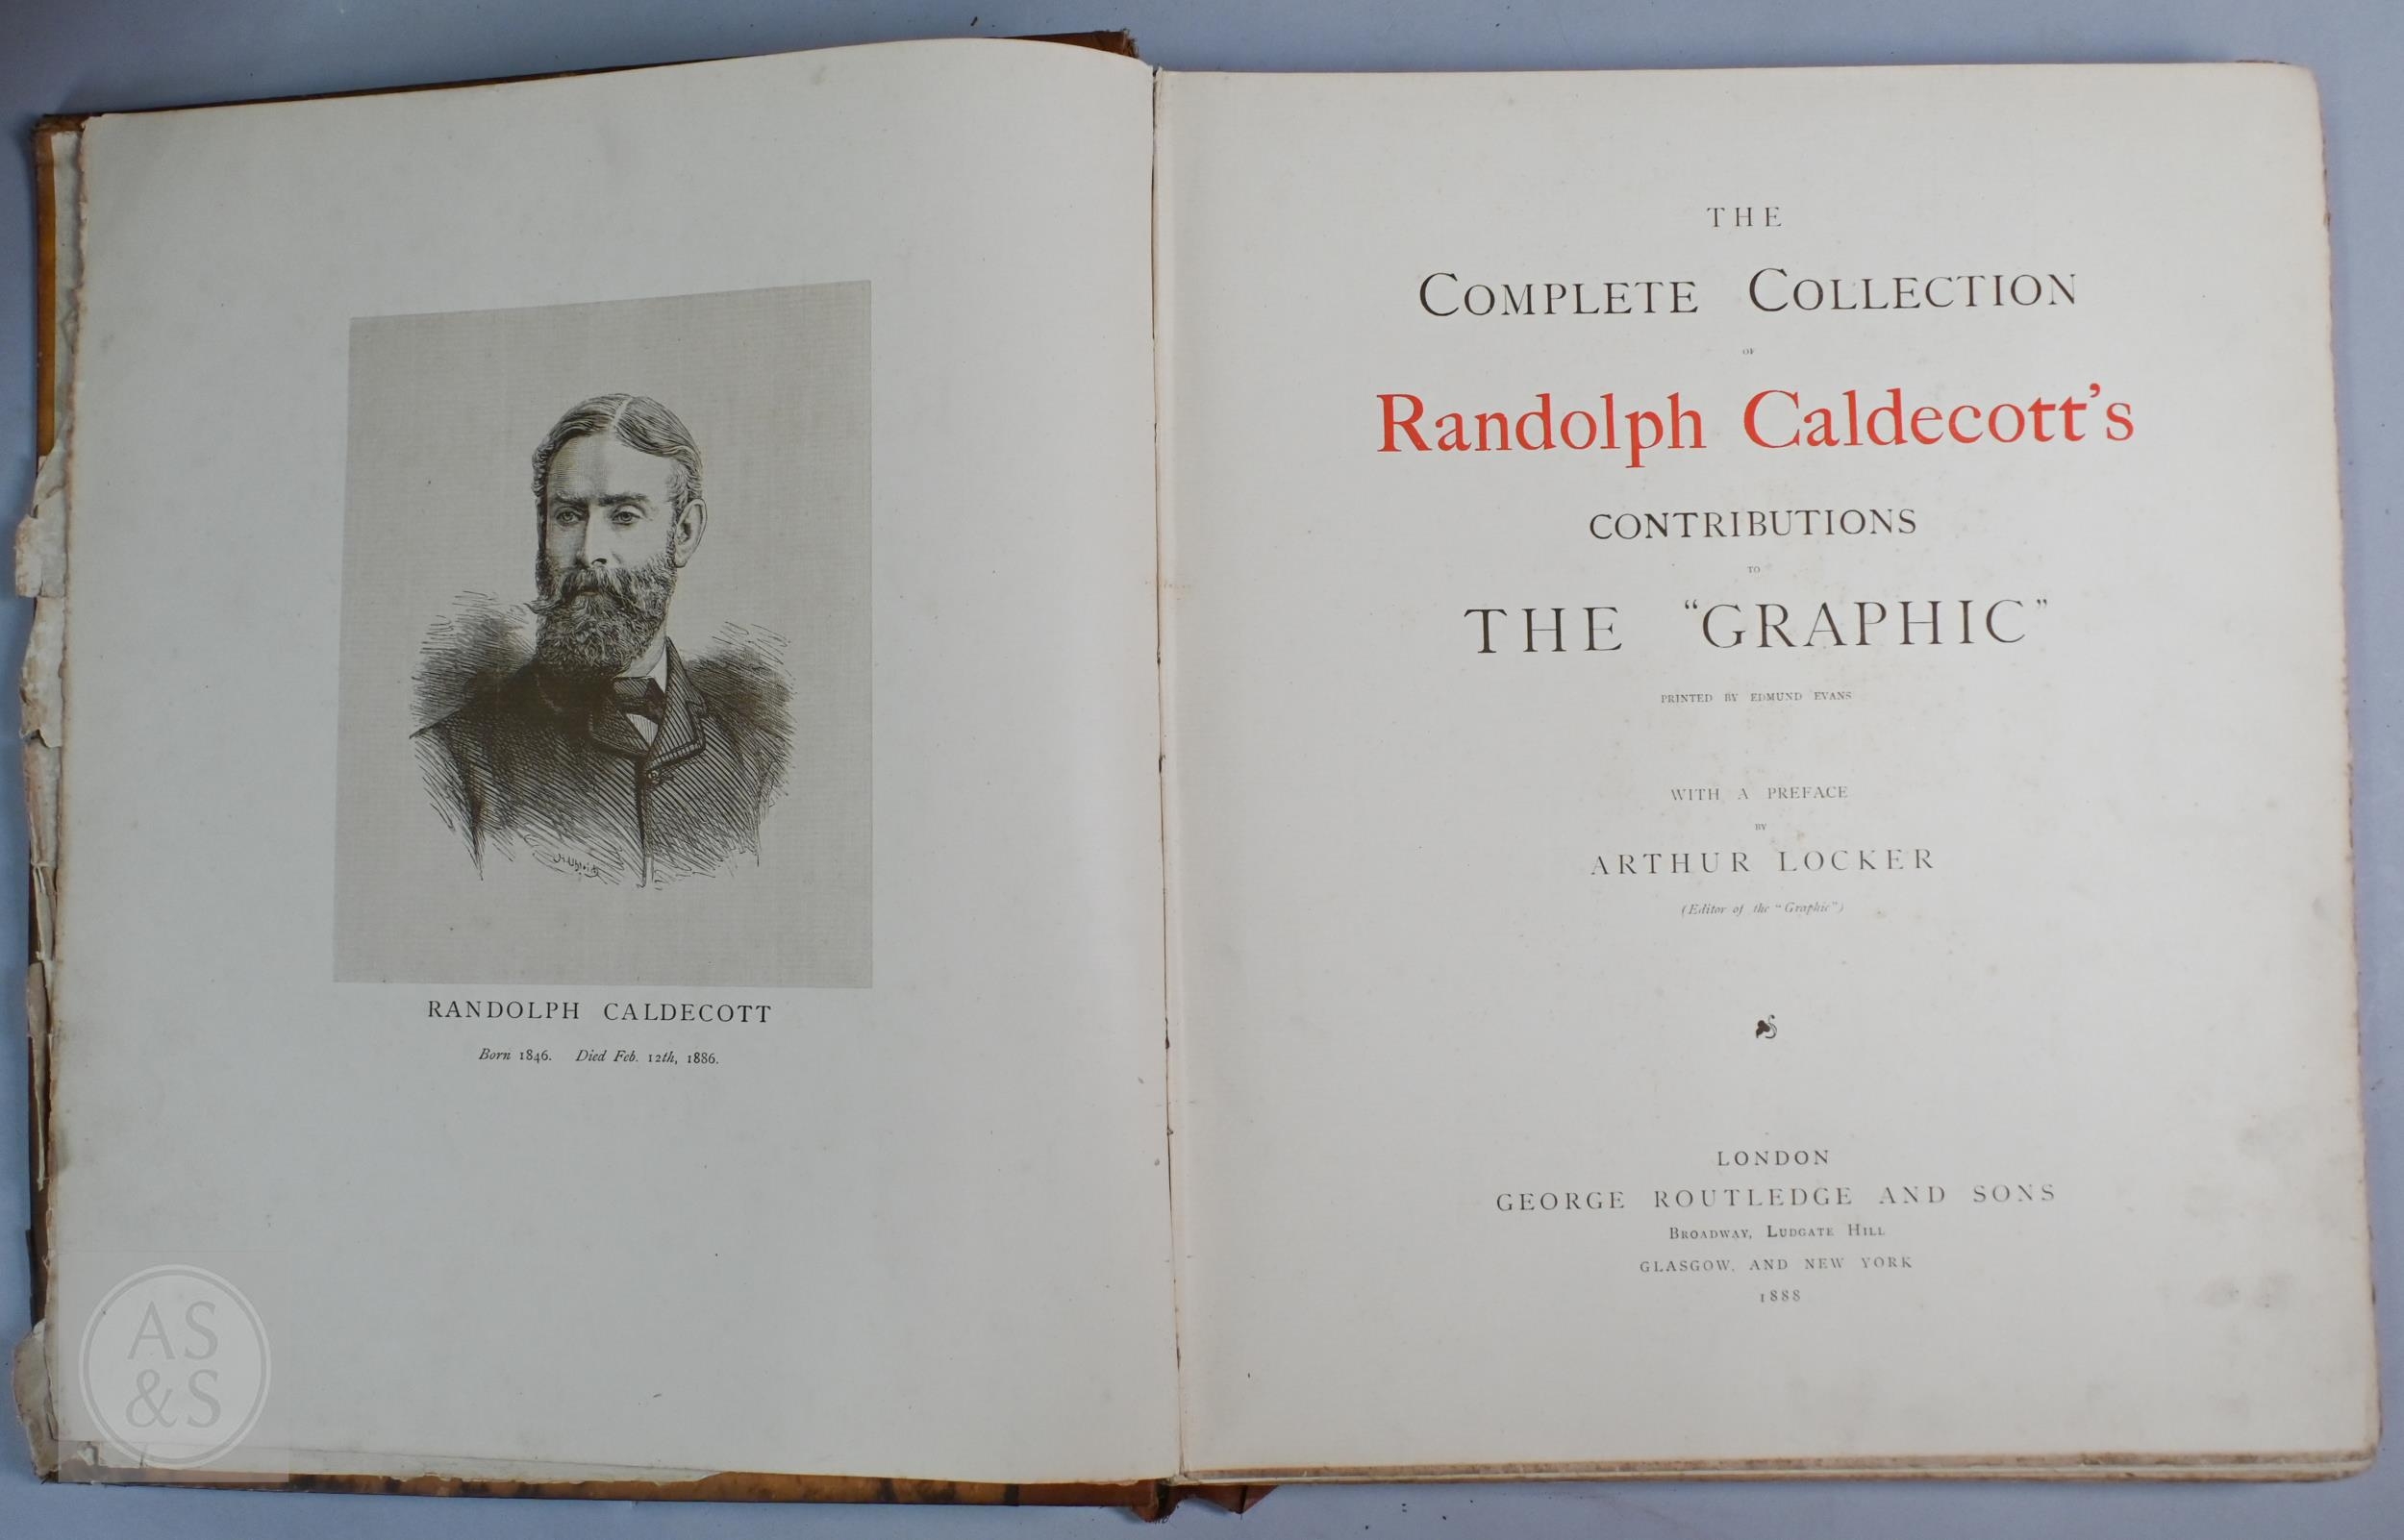 RANDOLPH CALDECOTT
Born 1846. Died Feb. 12th, 1886.
THE
COMPLETE COLLECTION
OF
Randolph Caldecott's
CONTRIBUTIONS
TO
THE "GRAPHIC"
PRINTED BY EDMUND EVANS
WITH A PREFACE
BY
ARTHUR LOCKER
(Editor of the "Graphic")
LONDON
GEORGE ROUTLEDGE AND SONS
BROADWAY, LUDGATE HILL
GLASGOW, AND NEW YORK
1888
AS
&S